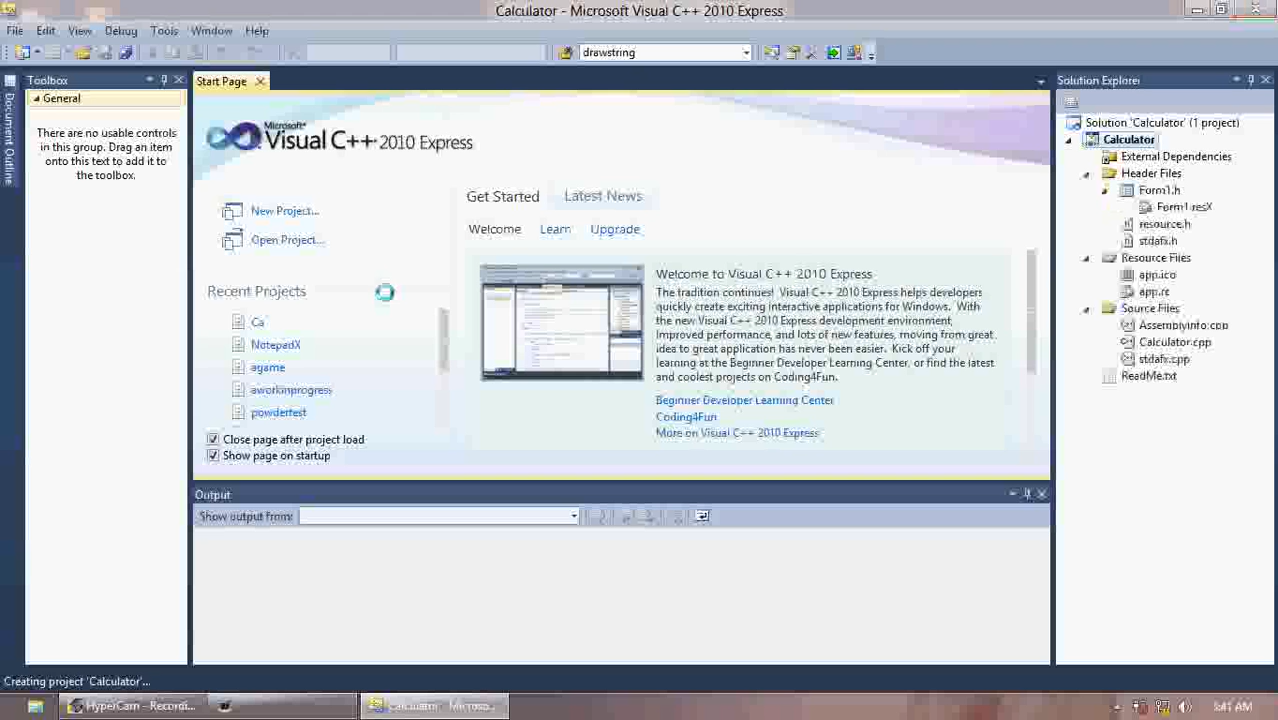 Calculator - Microsoft Visual C++ 2010 Express
File Edit View Debug Tools Window Help
drawstring
Document Outline
Toolbox
General
There are no usable controls
in this group. Drag an item
onto this text to add it to
the toolbox.
Start Page
Microsoft
Visual C++ 2010 Express
New Project...
Open Project...
Recent Projects
Ca
NotepadX
agame
aworkinprogress
powdertest
Close page after project load
Show page on startup
Get Started Latest News
Welcome Learn Upgrade
Welcome to Visual C++ 2010 Express
The tradition continues! Visual C++ 2010 Express helps developers
quickly create exciting interactive applications for Windows. With
the new Visual C++ 2010 Express development environment,
improved performance, and lots of new features, moving from great
idea to great application has never been easier. Kick off your
learning at the Beginner Developer Learning Center, or find the latest
and coolest projects on Coding4Fun.
Beginner Developer Learning Center
Coding4Fun
More on Visual C++ 2010 Express
Output
Show output from:
Solution Explorer
Solution 'Calculator' (1 project)
Calculator
External Dependencies
Header Files
Form1.h
Form1.resX
resource.h
stdafx.h
Resource Files
app.ico
app.rc
Source Files
AssemblyInfo.cpp
Calculator.cpp
stdafx.cpp
ReadMe.txt
Creating project 'Calculator'...
HyperCam - Recordi...
Calculator - Microso...
AM